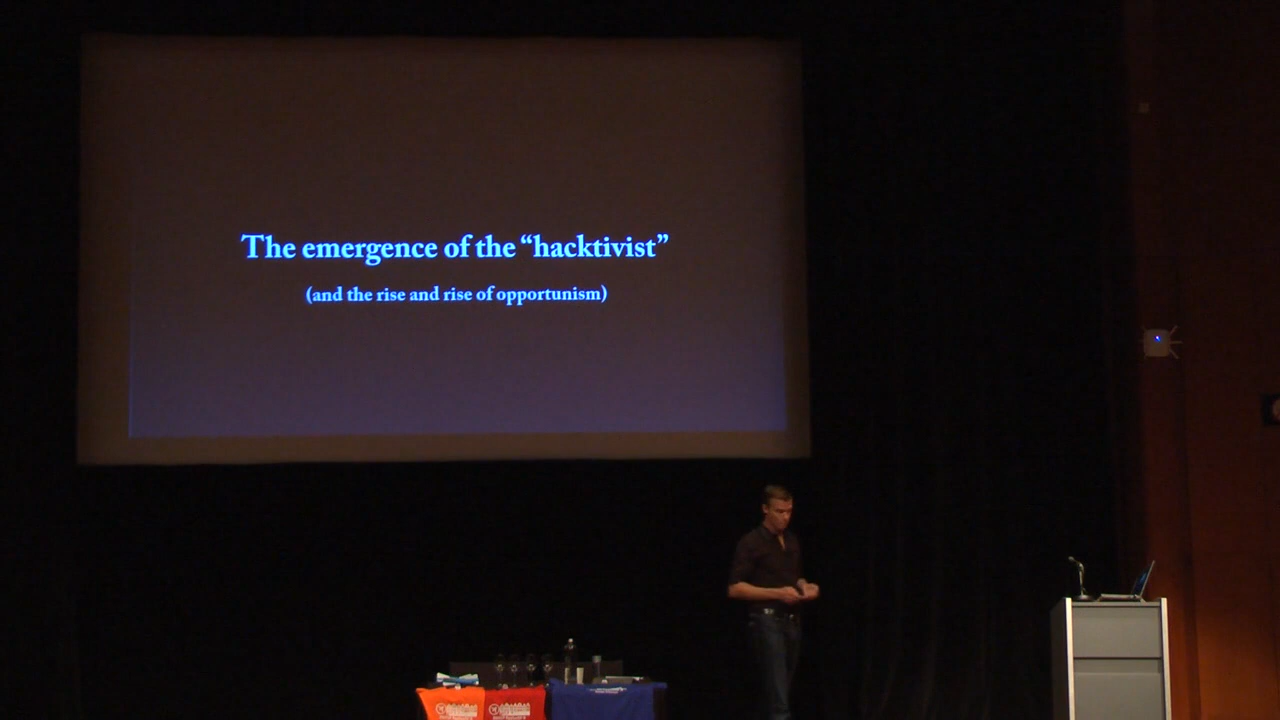 The emergence of the “hacktivist”
(and the rise and rise of opportunism)